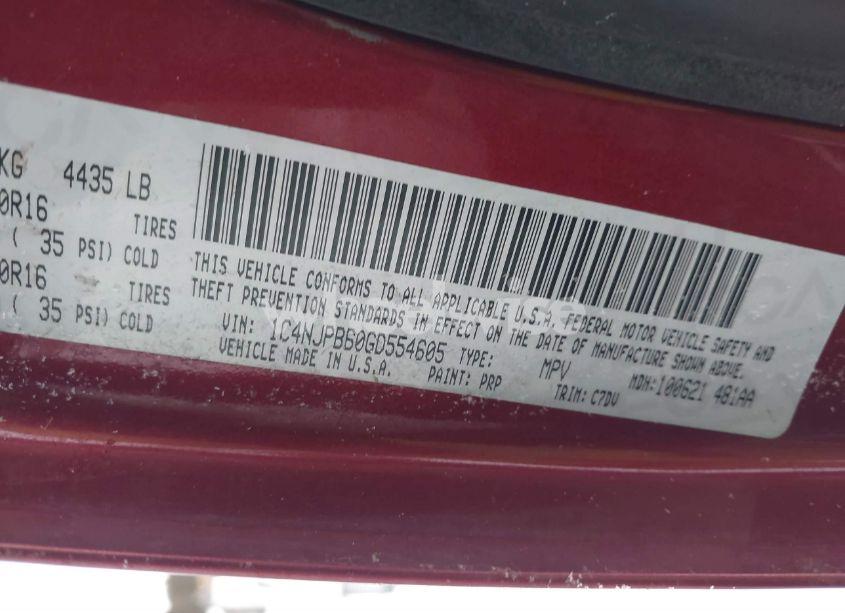 KG 4435 LB
0R16 TIRES
( 35 PSI) COLD
0R16 TIRES
( 35 PSI) COLD
THIS VEHICLE CONFORMS TO ALL APPLICABLE U.S.A. FEDERAL MOTOR VEHICLE SAFETY AND
THEFT PREVENTION STANDARDS IN EFFECT ON THE DATE OF MANUFACTURE SHOWN ABOVE.
VIN: 1C4NJPB60GD554605 TYPE: MPV MDH:100621 481AA
VEHICLE MADE IN U.S.A. PAINT: PRP TRIM: C7DV